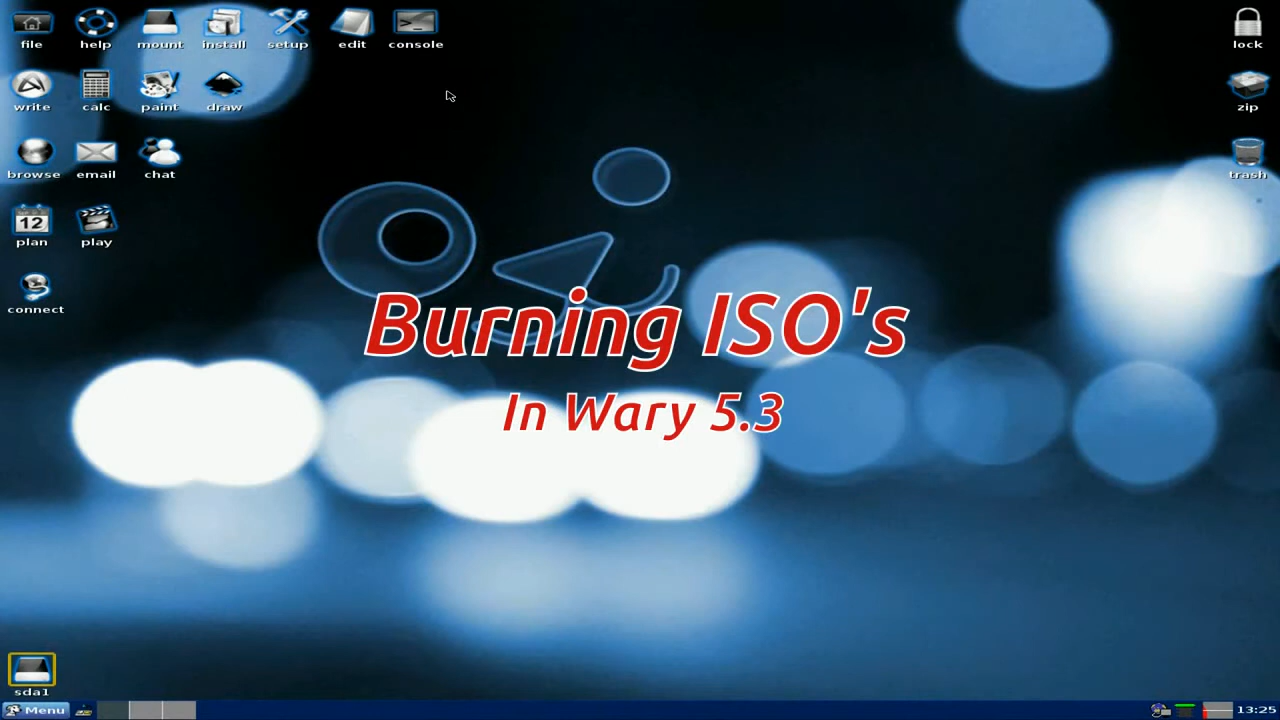 file help mount install setup edit console lock
write calc paint draw zip
browse email chat trash
12
plan play
connect
Burning ISO's
In Wary 5.3
sda1
Menu 13:25